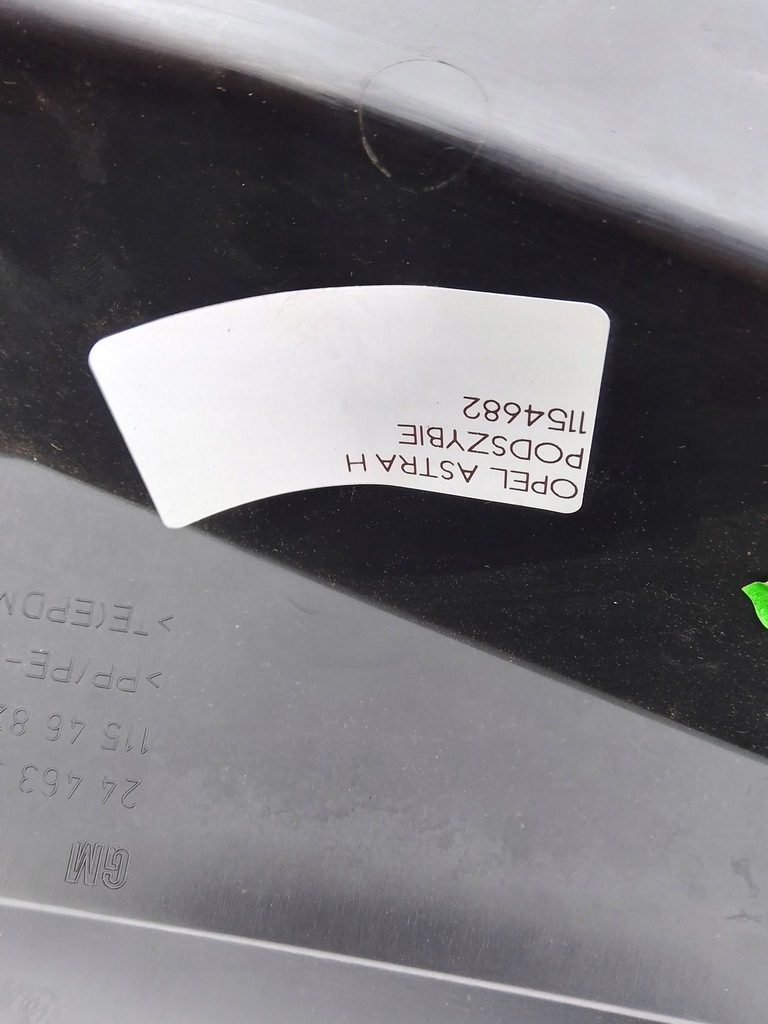 OPEL ASTRA H
PODSZYBIE
1154682
GM
24 463
115 46 82
>PP/PE-
>TE(EPDM